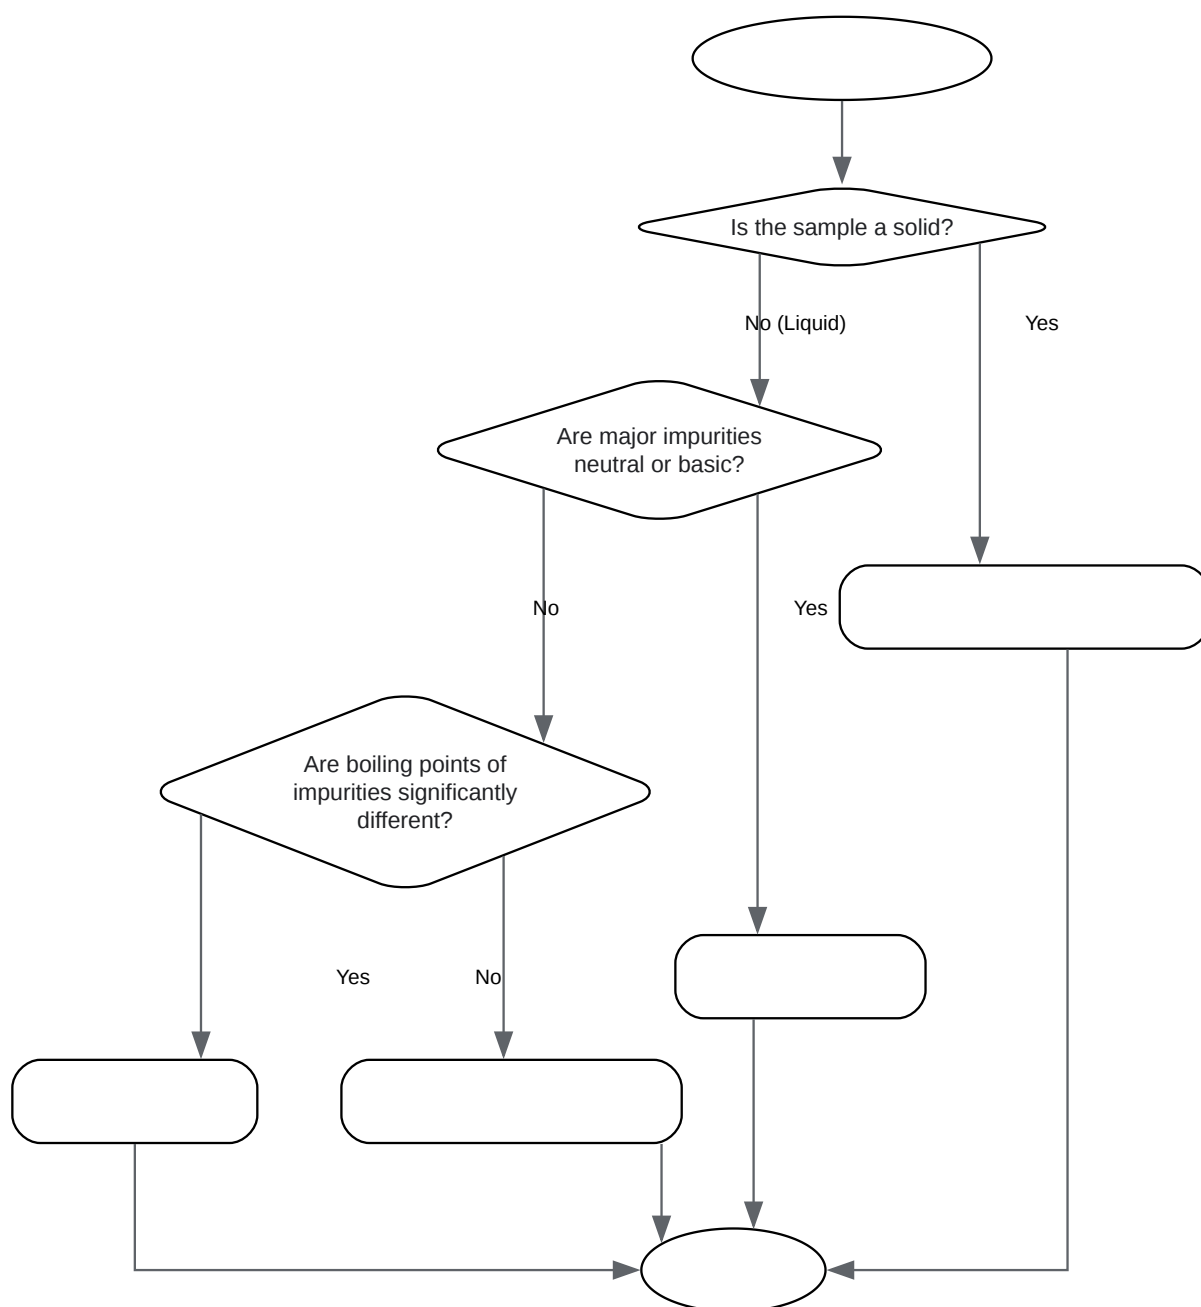 Is the sample a solid?
No (Liquid)
Yes
Are major impurities
neutral or basic?
No
Yes
Are boiling points of
impurities significantly
different?
Yes
No